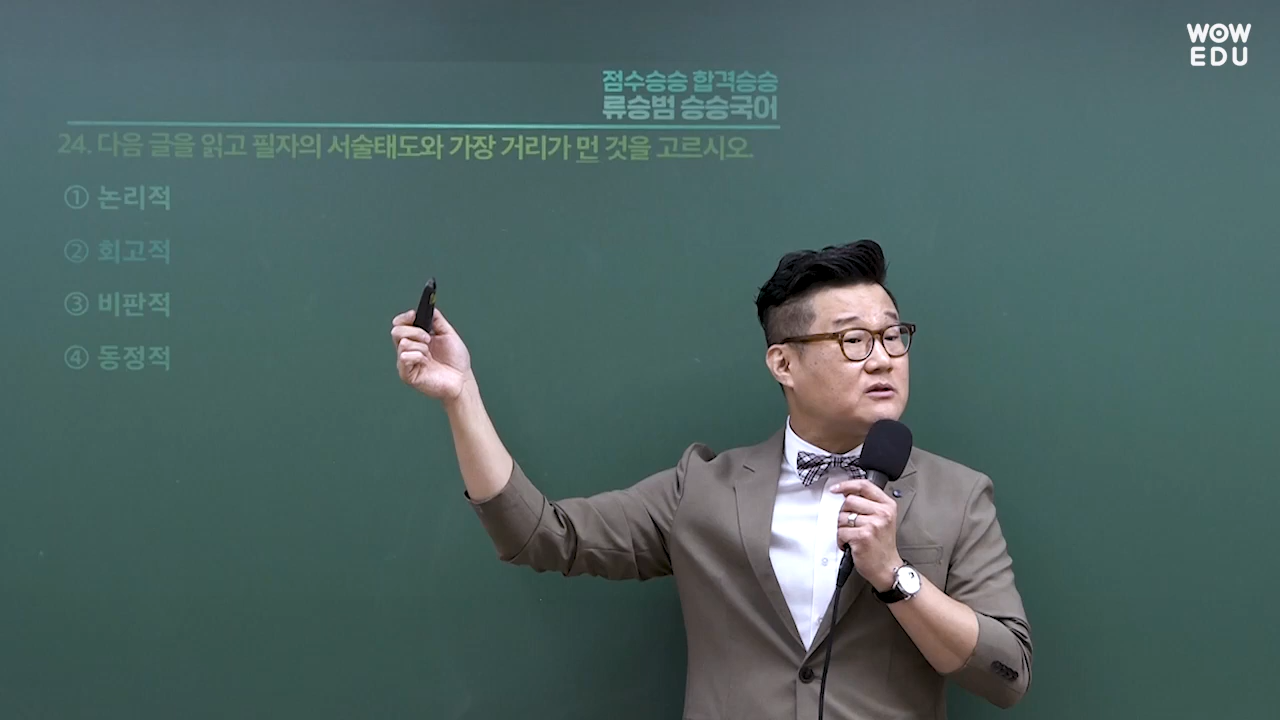 WOW
EDU
점수승승 합격승승
류승범 승승국어
24. 다음 글을 읽고 필자의 서술태도와 가장 거리가 먼 것을 고르시오.
① 논리적
② 회고적
③ 비판적
④ 동정적